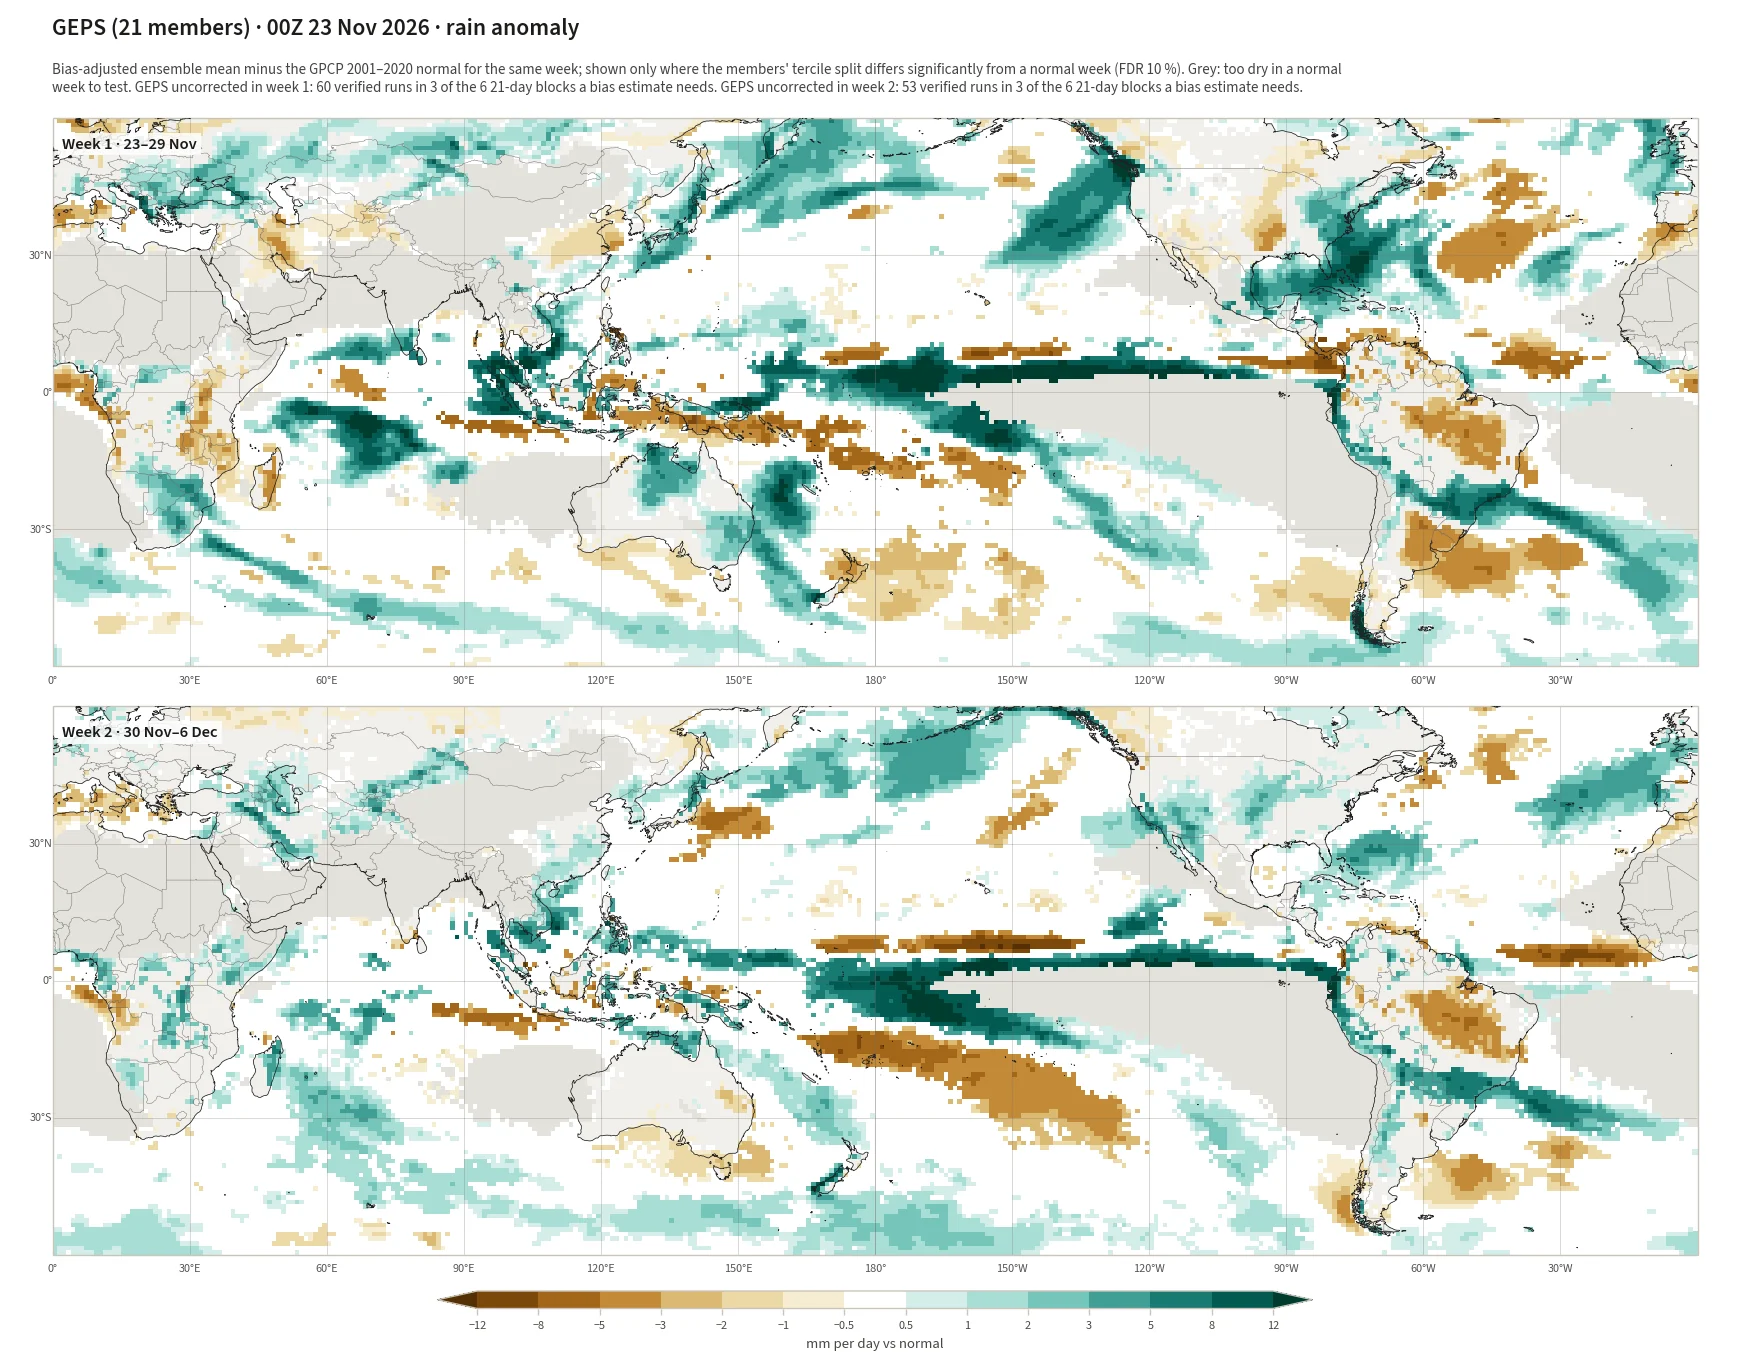 GEPS (21 members) · 00Z 23 Nov 2026 · rain anomaly
Bias-adjusted ensemble mean minus the GPCP 2001–2020 normal for the same week; shown only where the members' tercile split differs significantly from a normal week (FDR 10 %). Grey: too dry in a normal
week to test. GEPS uncorrected in week 1: 60 verified runs in 3 of the 6 21-day blocks a bias estimate needs. GEPS uncorrected in week 2: 53 verified runs in 3 of the 6 21-day blocks a bias estimate needs.
Week 1 · 23–29 Nov
30°N
0°
30°S
0° 30°E 60°E 90°E 120°E 150°E 180° 150°W 120°W 90°W 60°W 30°W
Week 2 · 30 Nov–6 Dec
30°N
0°
30°S
0° 30°E 60°E 90°E 120°E 150°E 180° 150°W 120°W 90°W 60°W 30°W
−12 −8 −5 −3 −2 −1 −0.5 0.5 1 2 3 5 8 12
mm per day vs normal